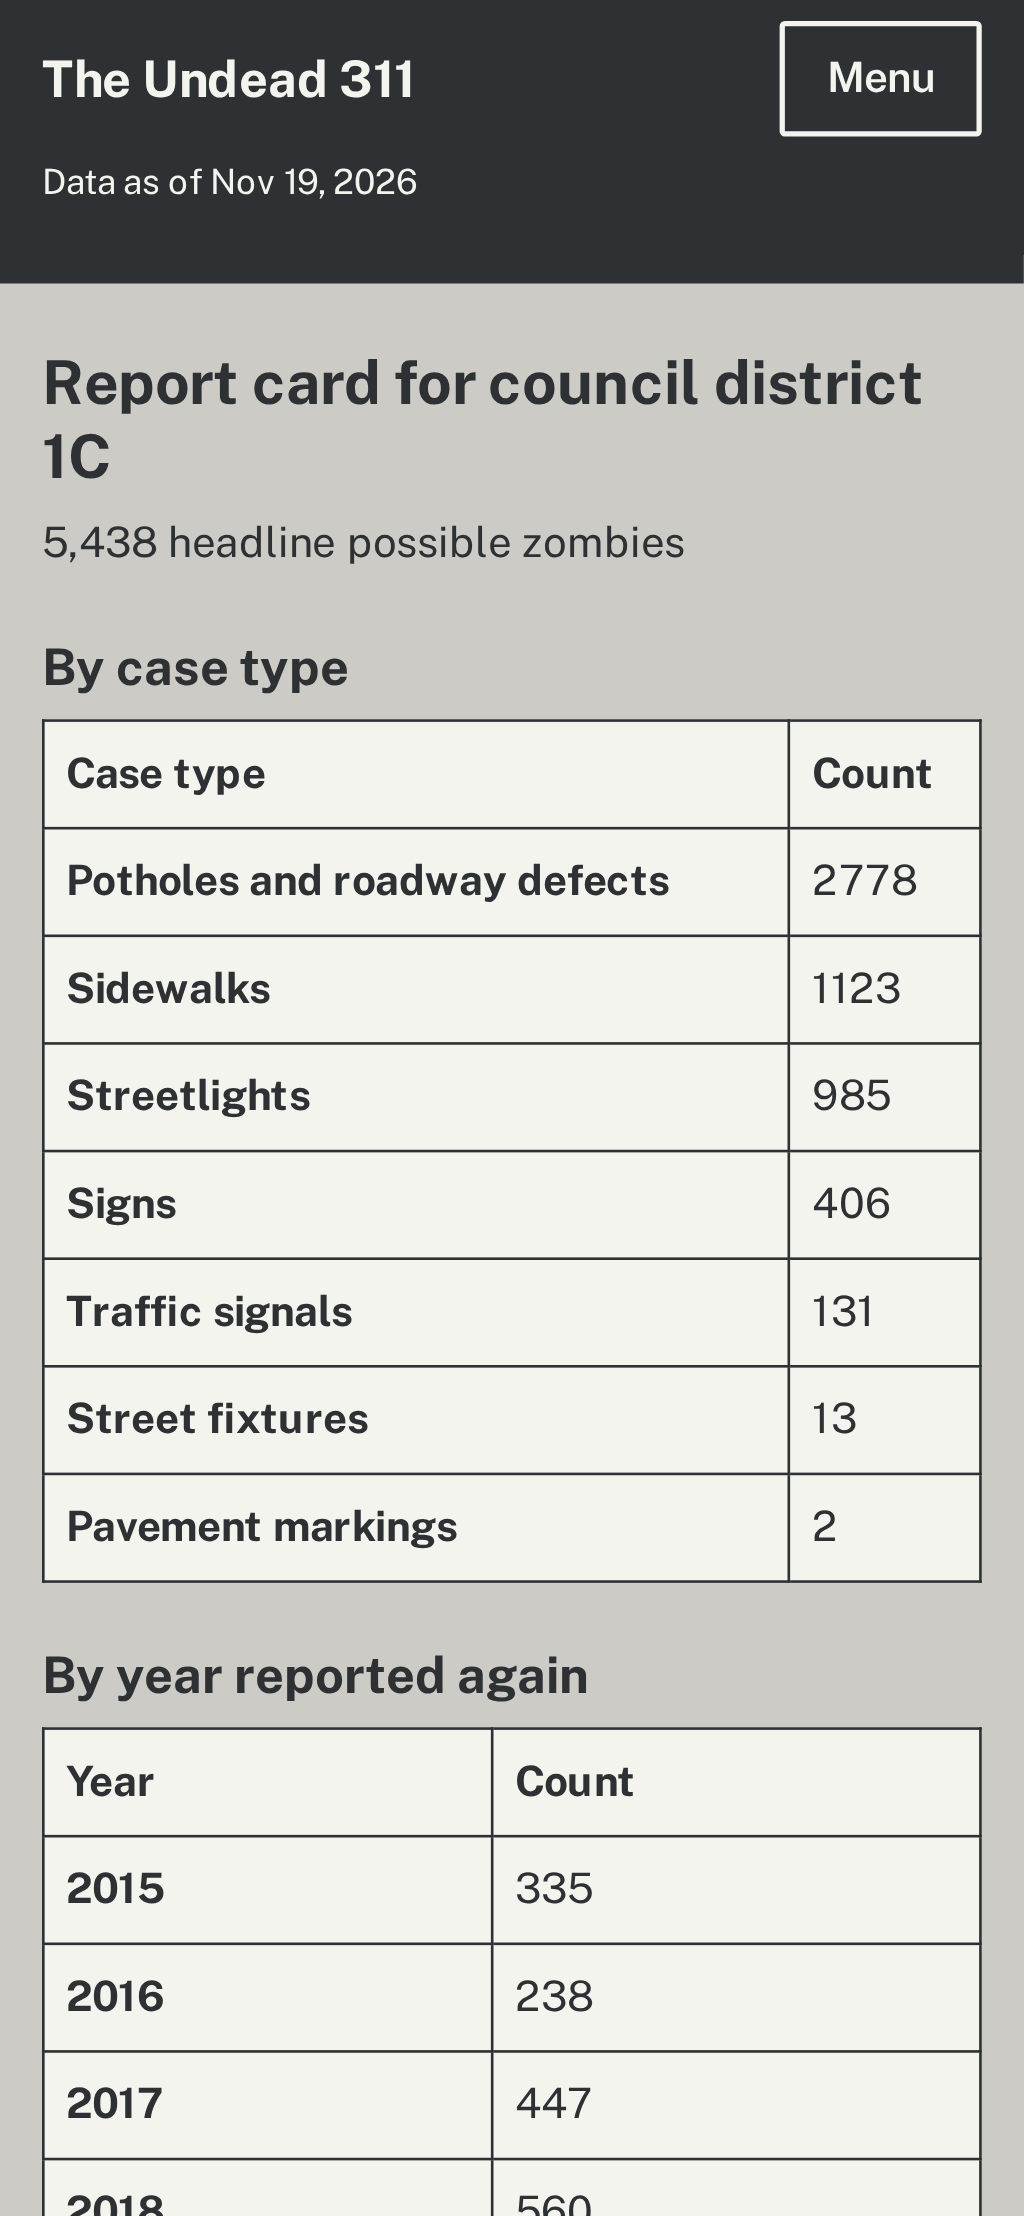 The Undead 311
Menu
Data as of Nov 19, 2026
Report card for council district
1C
5,438 headline possible zombies
By case type
Case type Count
Potholes and roadway defects 2778
Sidewalks 1123
Streetlights 985
Signs 406
Traffic signals 131
Street fixtures 13
Pavement markings 2
By year reported again
Year Count
2015 335
2016 238
2017 447
2018 560